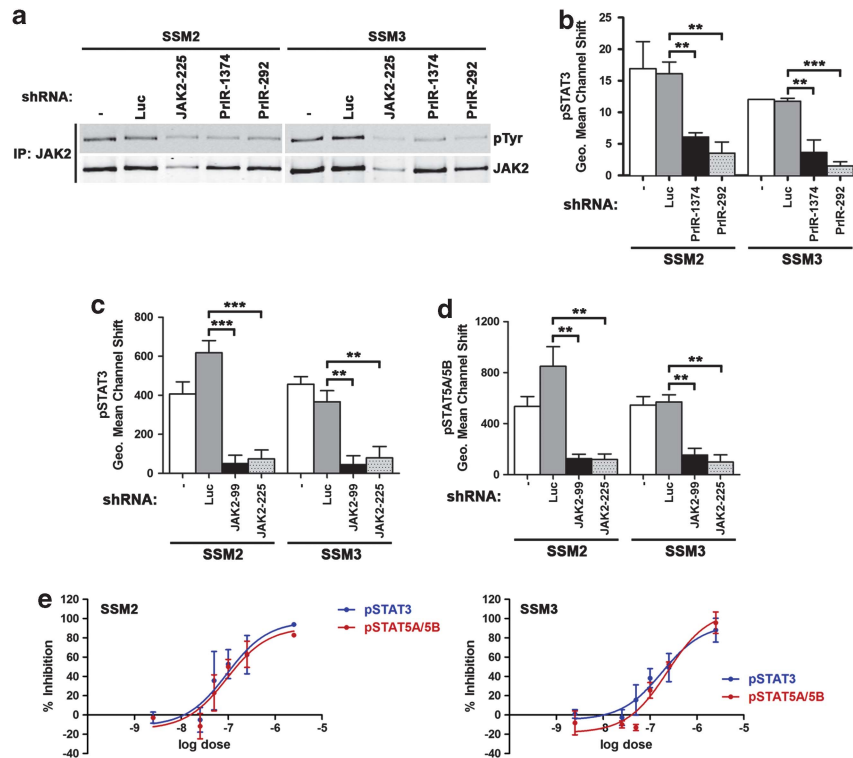 a
SSM2
SSM3
shRNA:
-
Luc
JAK2-225
PrlR-1374
PrlR-292
-
Luc
JAK2-225
PrlR-1374
PrlR-292
IP: JAK2
pTyr
JAK2
b
pSTAT3
Geo. Mean Channel Shift
25
20
15
10
5
0
**
**
***
**
shRNA:
-
Luc
PrlR-1374
PrlR-292
-
Luc
PrlR-1374
PrlR-292
SSM2
SSM3
c
pSTAT3
Geo. Mean Channel Shift
800
600
400
200
0
***
***
**
**
shRNA:
-
Luc
JAK2-99
JAK2-225
-
Luc
JAK2-99
JAK2-225
SSM2
SSM3
d
pSTAT5A/5B
Geo. Mean Channel Shift
1200
800
400
0
**
**
**
**
shRNA:
-
Luc
JAK2-99
JAK2-225
-
Luc
JAK2-99
JAK2-225
SSM2
SSM3
e
SSM2
% Inhibition
120
100
80
60
40
20
0
-20
-40
-9
-8
-7
-6
-5
log dose
pSTAT3
pSTAT5A/5B
SSM3
% Inhibition
120
100
80
60
40
20
0
-20
-40
-9
-8
-7
-6
-5
log dose
pSTAT3
pSTAT5A/5B